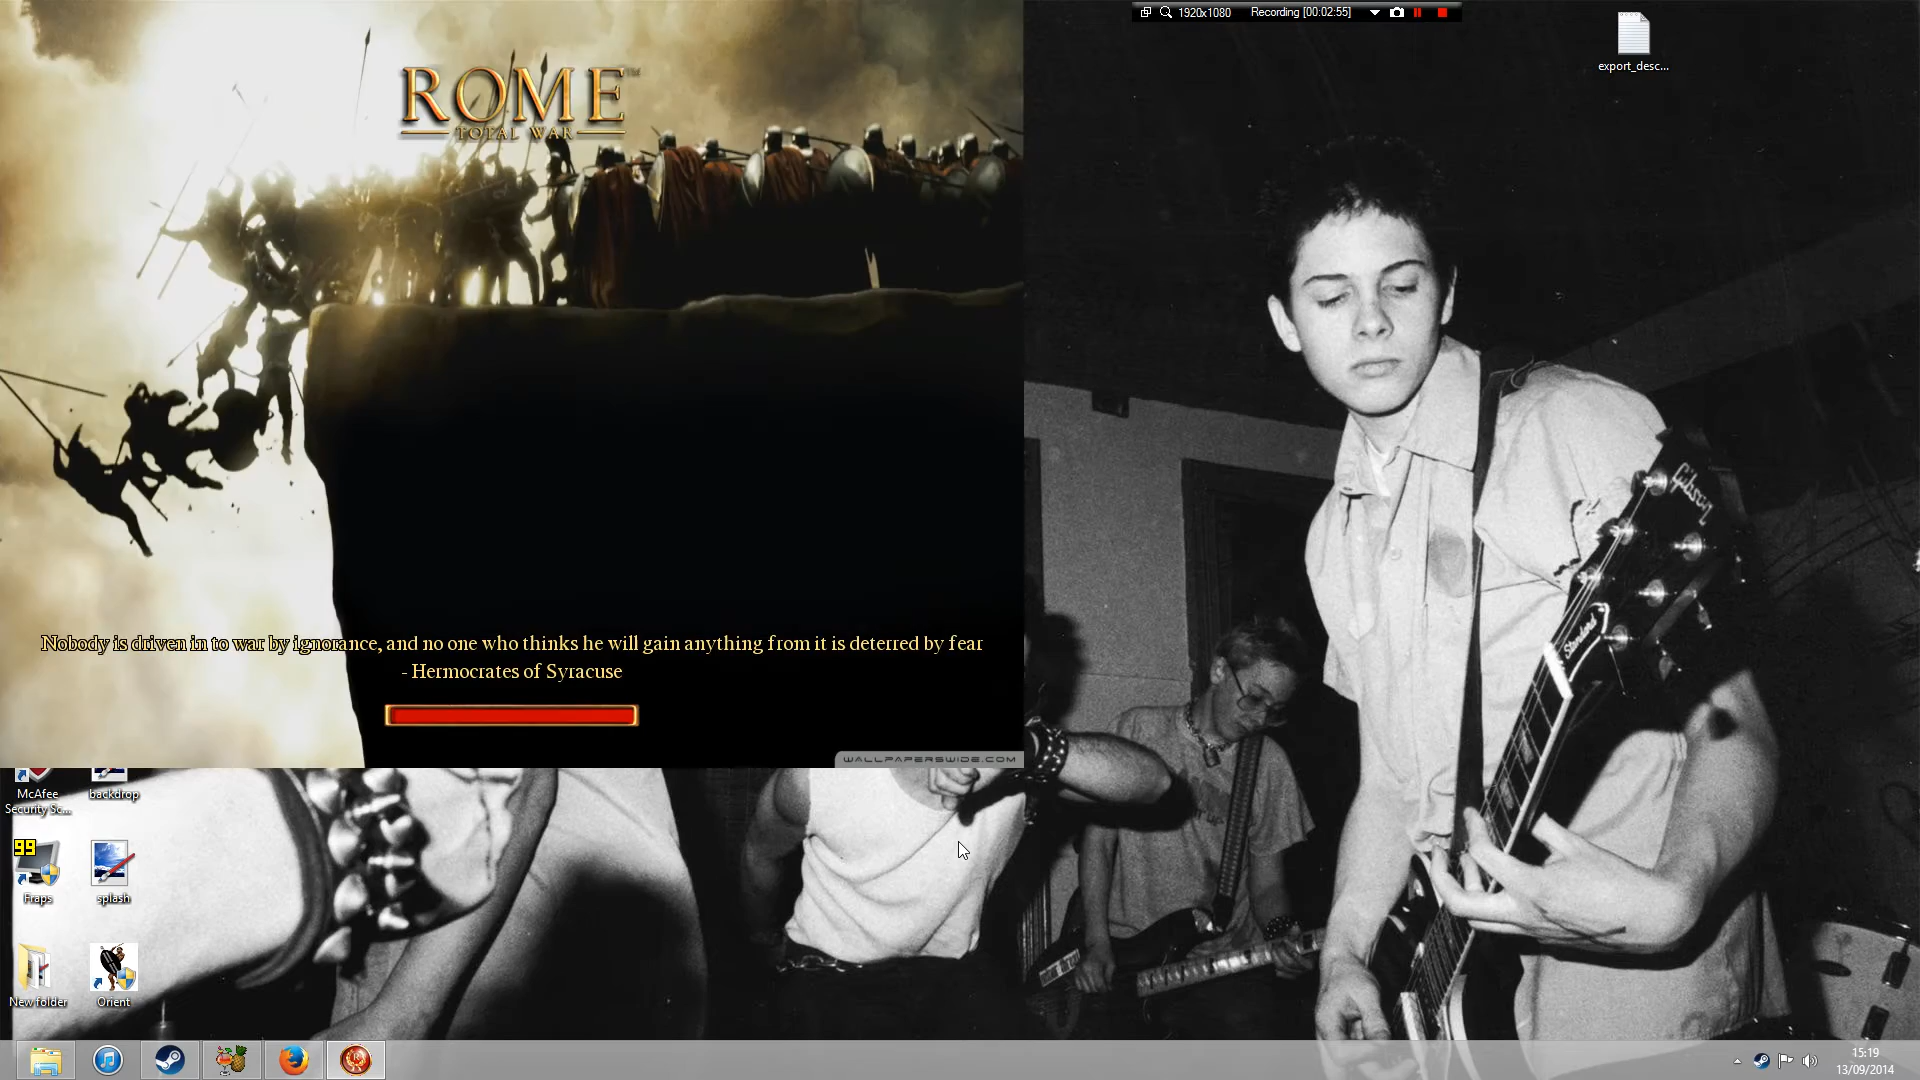 1920x1080 Recording [00:02:55]
export_desc...
ROME
TOTAL WAR
TM
Gibson
Standard
Nobody is driven in to war by ignorance, and no one who thinks he will gain anything from it is deterred by fear
- Hermocrates of Syracuse
WALLPAPERSWIDE.COM
McAfee
Security Sc...
backdrop
99
Fraps
splash
New folder
Orient
15:19
13/09/2014